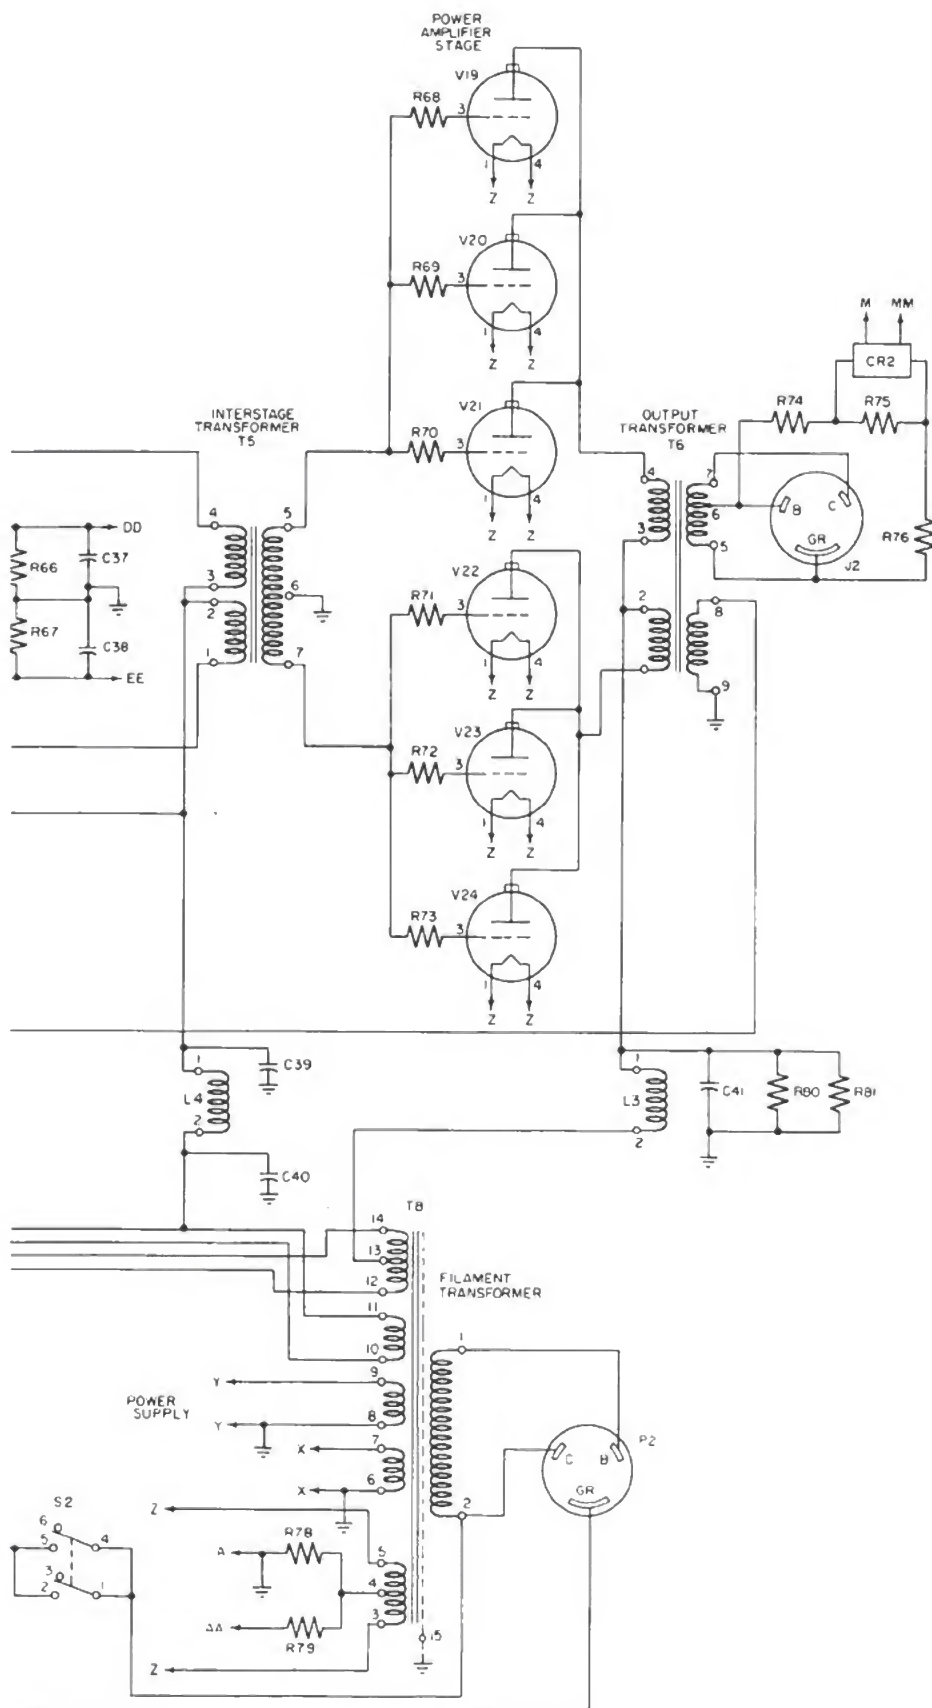 POWER
AMPLIFIER
STAGE
V19
R68
3
1
4
Z
Z
V20
R69
3
1
4
Z
Z
M
MM
CR2
R74
R75
INTERSTAGE
TRANSFORMER
T5
V21
R70
3
1
4
Z
Z
OUTPUT
TRANSFORMER
T6
4
7
3
6
5
B
C
GR
J2
R76
4
5
DD
R66
C37
3
2
6
R67
C38
1
7
EE
V22
R71
3
1
4
Z
Z
2
8
9
V23
R72
3
1
4
Z
Z
V24
R73
3
1
4
Z
Z
1
C39
L4
2
C40
1
L3
2
C41
R80
R81
T8
14
13
12
FILAMENT
TRANSFORMER
11
10
9
Y
POWER
SUPPLY
Y
8
7
X
6
X
1
2
C
B
GR
P2
S2
6
5
4
3
2
1
Z
R78
A
5
4
AA
3
R79
15
Z